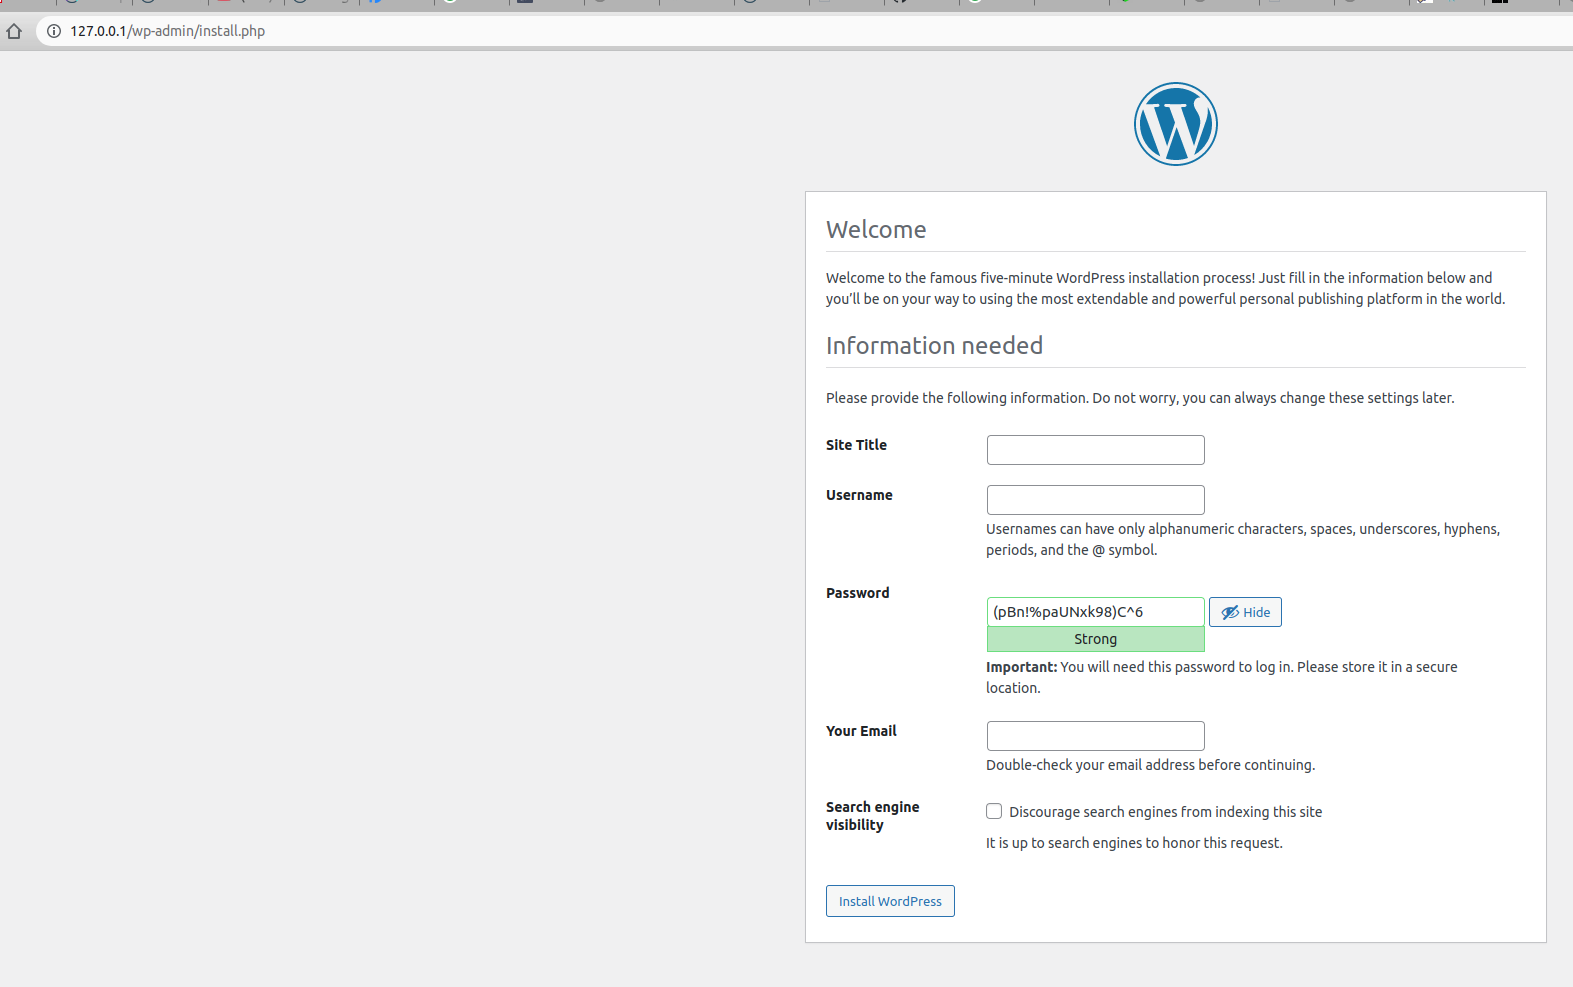 127.0.0.1/wp-admin/install.php
Welcome
Welcome to the famous five-minute WordPress installation process! Just fill in the information below and
you’ll be on your way to using the most extendable and powerful personal publishing platform in the world.
Information needed
Please provide the following information. Do not worry, you can always change these settings later.
Site Title
Username
Usernames can have only alphanumeric characters, spaces, underscores, hyphens,
periods, and the @ symbol.
Password
(pBn!%paUNxk98)C^6
Hide
Strong
Important: You will need this password to log in. Please store it in a secure
location.
Your Email
Double-check your email address before continuing.
Search engine
visibility
Discourage search engines from indexing this site
It is up to search engines to honor this request.
Install WordPress